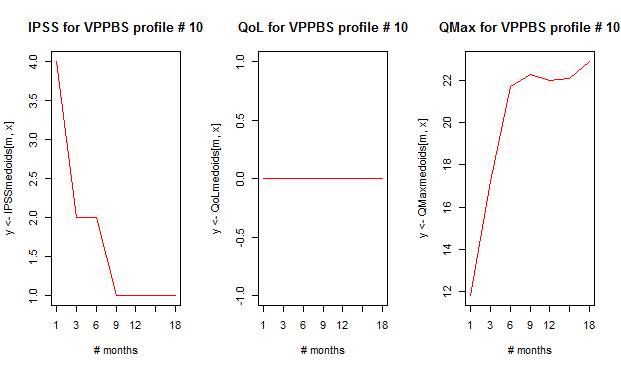 IPSS for VPPBS profile # 10
y <- IPSSmedoids[m, x]
4.0
3.5
3.0
2.5
2.0
1.5
1.0
1 3 6 9 12 18
# months
QoL for VPPBS profile # 10
y <- QoLmedoids[m, x]
1.0
0.5
0.0
-0.5
-1.0
1 3 6 9 12 18
# months
QMax for VPPBS profile # 10
y <- QMaxmedoids[m, x]
22
20
18
16
14
12
1 3 6 9 12 18
# months